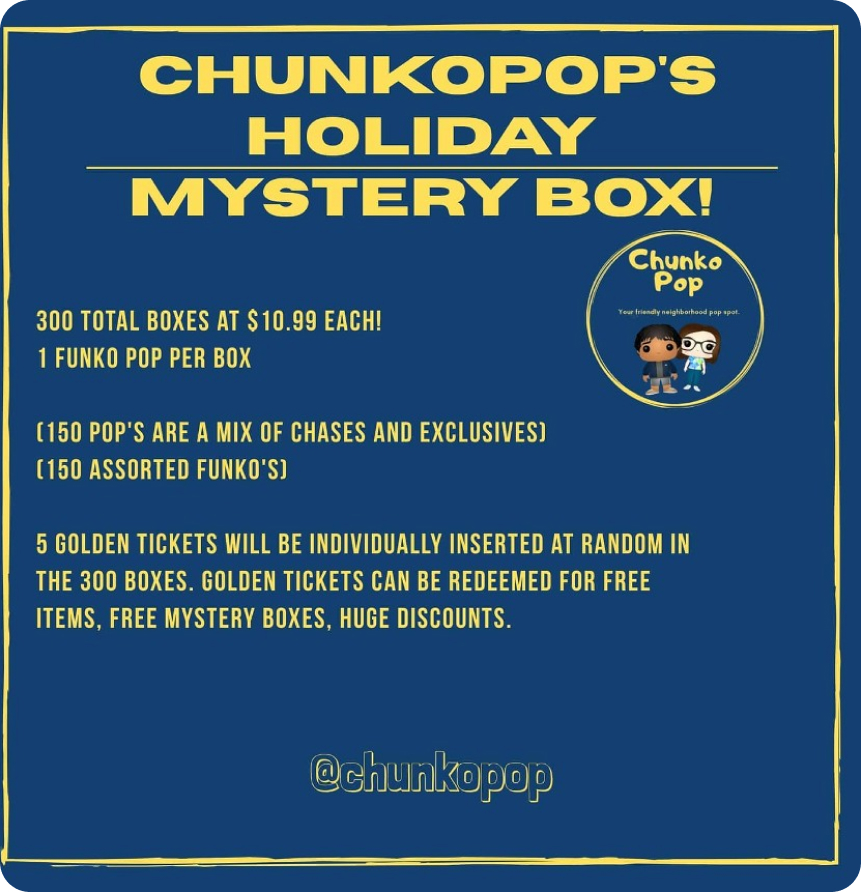 CHUNKOPOP'S
HOLIDAY
MYSTERY BOX!
Chunko
Pop
Your friendly neighborhood pop spot.
300 TOTAL BOXES AT $10.99 EACH!
1 FUNKO POP PER BOX
(150 POP'S ARE A MIX OF CHASES AND EXCLUSIVES)
(150 ASSORTED FUNKO'S)
5 GOLDEN TICKETS WILL BE INDIVIDUALLY INSERTED AT RANDOM IN
THE 300 BOXES. GOLDEN TICKETS CAN BE REDEEMED FOR FREE
ITEMS, FREE MYSTERY BOXES, HUGE DISCOUNTS.
@chunkopop